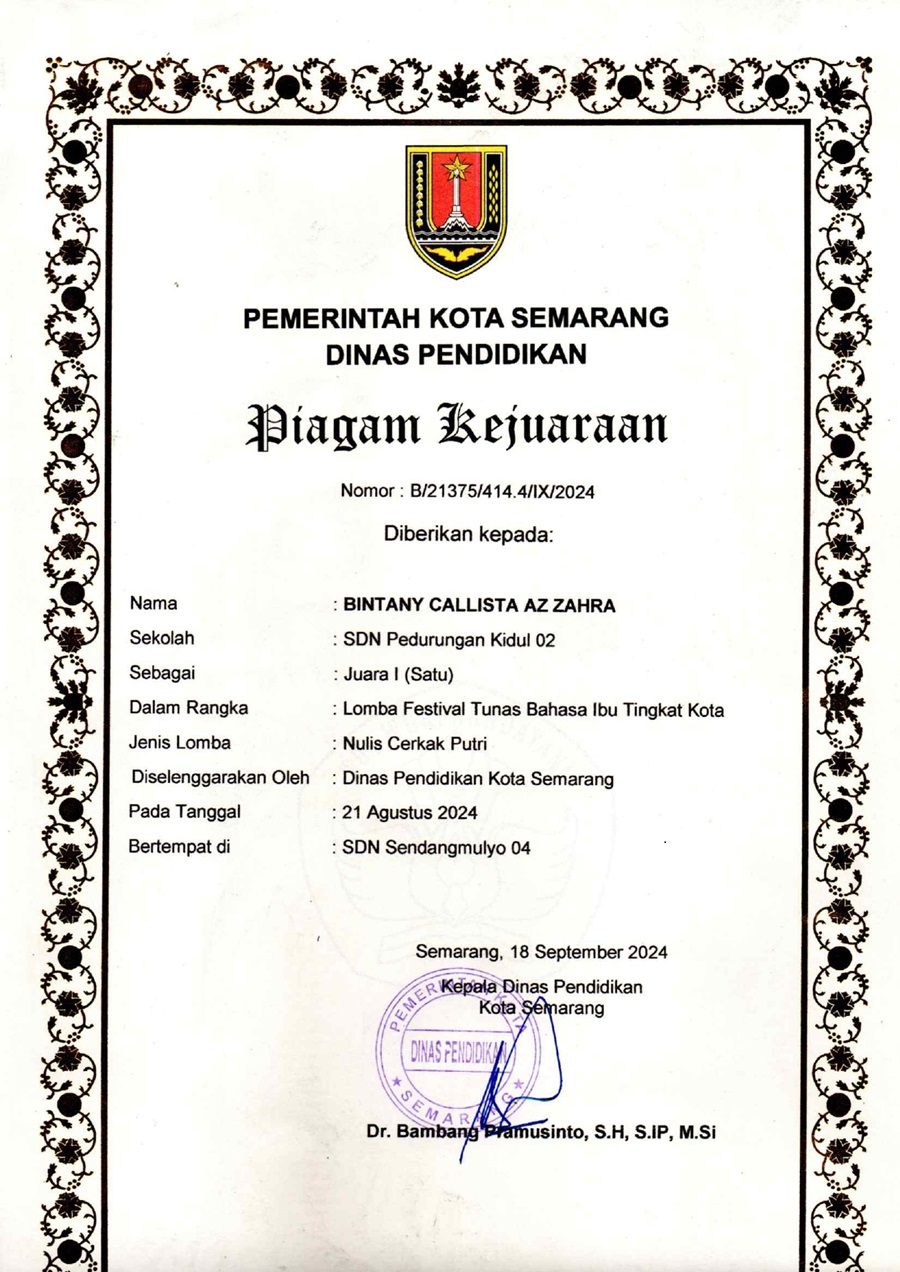 PEMERINTAH KOTA SEMARANG
DINAS PENDIDIKAN
Piagam Kejuaraan
Nomor : B/21375/414.4/IX/2024
Diberikan kepada:
Nama : BINTANY CALLISTA AZ ZAHRA
Sekolah : SDN Pedurungan Kidul 02
Sebagai : Juara I (Satu)
Dalam Rangka : Lomba Festival Tunas Bahasa Ibu Tingkat Kota
Jenis Lomba : Nulis Cerkak Putri
Diselenggarakan Oleh : Dinas Pendidikan Kota Semarang
Pada Tanggal : 21 Agustus 2024
Bertempat di : SDN Sendangmulyo 04
Semarang, 18 September 2024
Kepala Dinas Pendidikan
Kota Semarang
PEMERINTAH KOTA
DINAS PENDIDIKAN
SEMARANG
Dr. Bambang Pramusinto, S.H, S.IP, M.Si